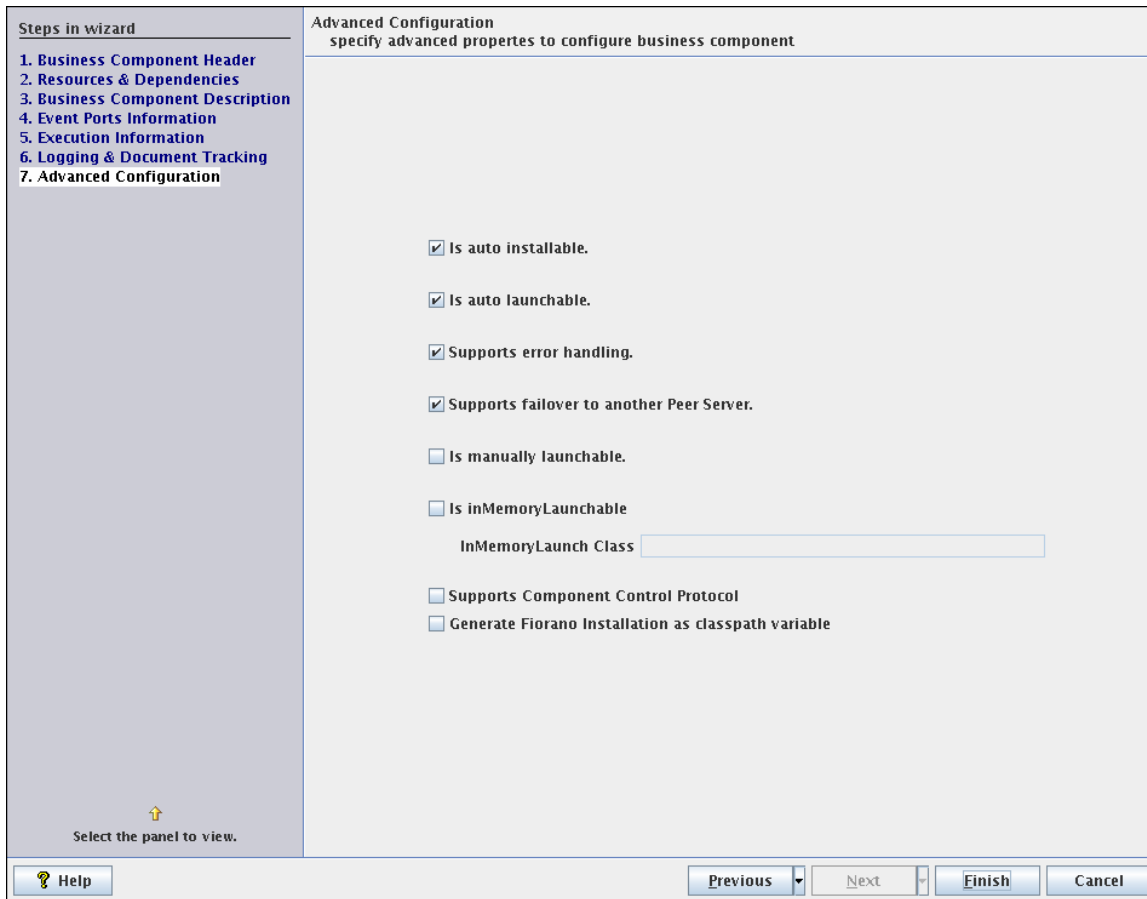 Steps in wizard
1. Business Component Header
2. Resources & Dependencies
3. Business Component Description
4. Event Ports Information
5. Execution Information
6. Logging & Document Tracking
7. Advanced Configuration
Select the panel to view.
Advanced Configuration
specify advanced propertes to configure business component
Is auto installable.
Is auto launchable.
Supports error handling.
Supports failover to another Peer Server.
Is manually launchable.
Is inMemoryLaunchable
InMemoryLaunch Class
Supports Component Control Protocol
Generate Fiorano Installation as classpath variable
Help
Previous
Next
Finish
Cancel